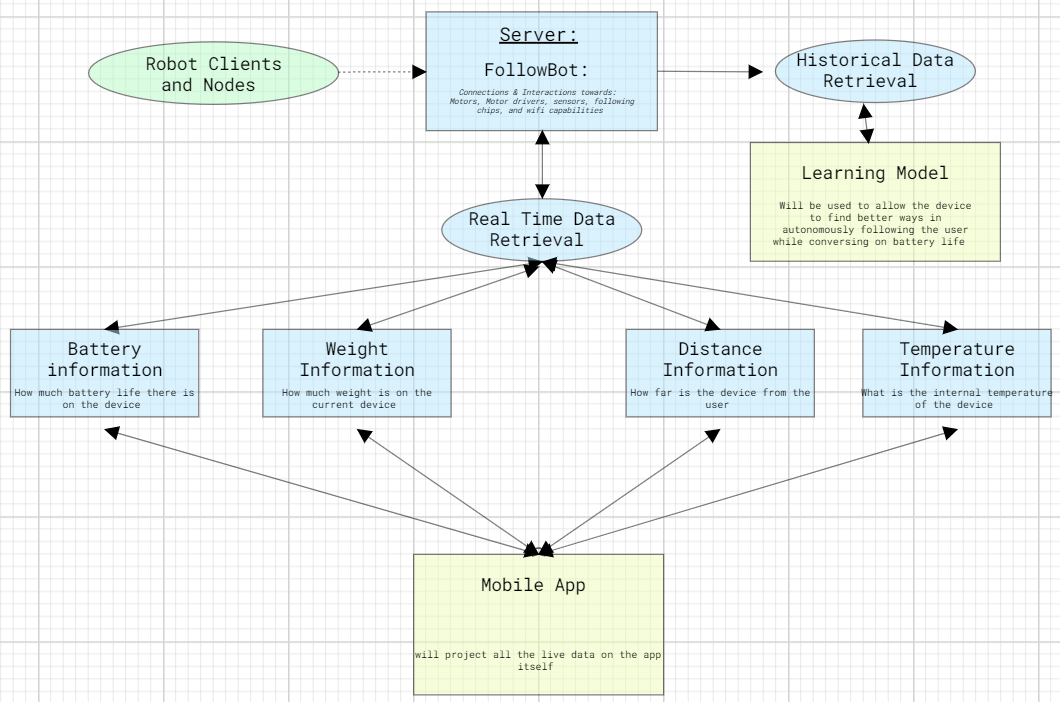 Robot Clients
and Nodes
Server:
FollowBot:
Connections & Interactions towards:
Motors, Motor drivers, sensors, following
chips, and wifi capabilities
Historical Data
Retrieval
Learning Model
Will be used to allow the device
to find better ways in
autonomously following the user
while conversing on battery life
Real Time Data
Retrieval
Battery
information
How much battery life there is
on the device
Weight
Information
How much weight is on the
current device
Distance
Information
How far is the device from the
user
Temperature
Information
What is the internal temperature
of the device
Mobile App
will project all the live data on the app
itself